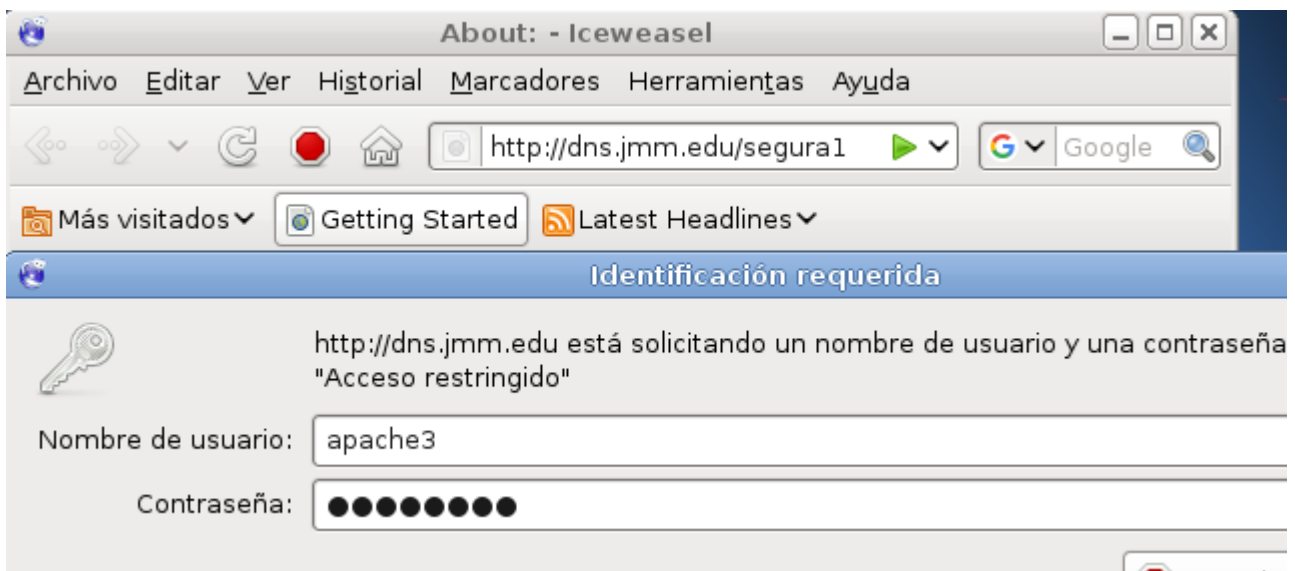 About: - Iceweasel
Archivo Editar Ver Historial Marcadores Herramientas Ayuda
http://dns.jmm.edu/segura1 Google
Más visitados Getting Started Latest Headlines
Identificación requerida
http://dns.jmm.edu está solicitando un nombre de usuario y una contraseña
"Acceso restringido"
Nombre de usuario: apache3
Contraseña: ●●●●●●●●